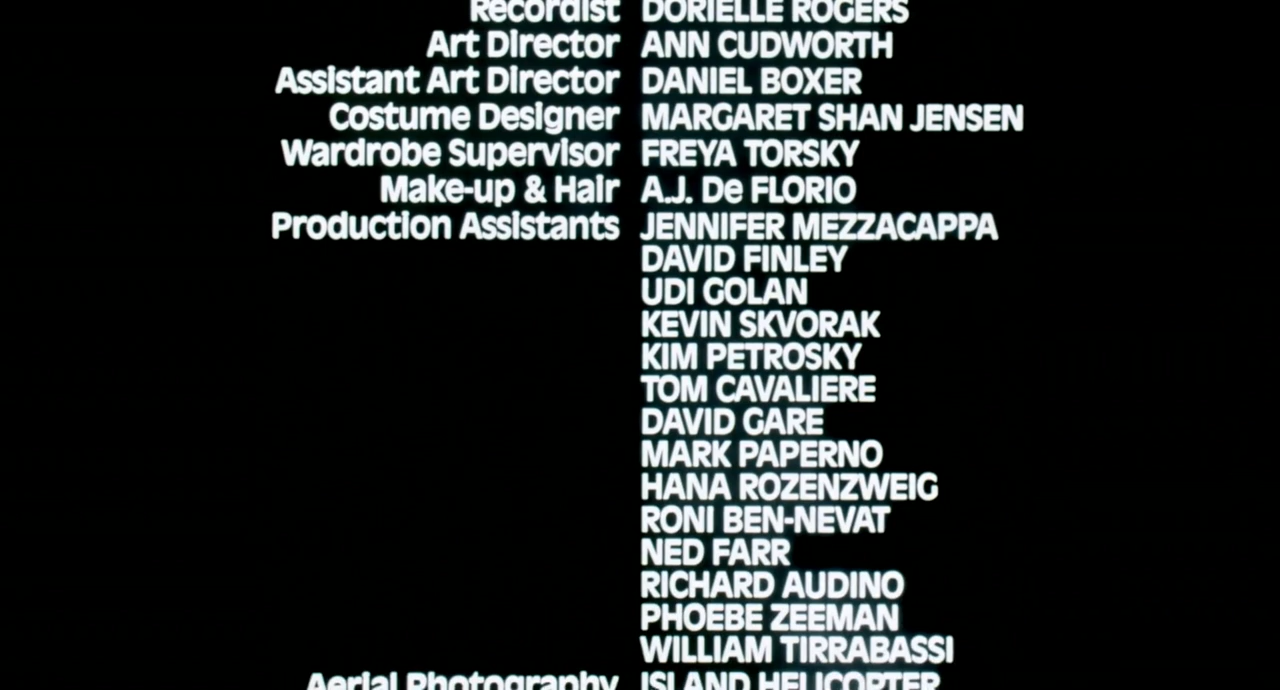 Recordist DORIELLE ROGERS
Art Director ANN CUDWORTH
Assistant Art Director DANIEL BOXER
Costume Designer MARGARET SHAN JENSEN
Wardrobe Supervisor FREYA TORSKY
Make-up & Hair A.J. De FLORIO
Production Assistants JENNIFER MEZZACAPPA
DAVID FINLEY
UDI GOLAN
KEVIN SKVORAK
KIM PETROSKY
TOM CAVALIERE
DAVID GARE
MARK PAPERNO
HANA ROZENZWEIG
RONI BEN-NEVAT
NED FARR
RICHARD AUDINO
PHOEBE ZEEMAN
WILLIAM TIRRABASSI
Aerial Photography ISLAND HELICOPTER